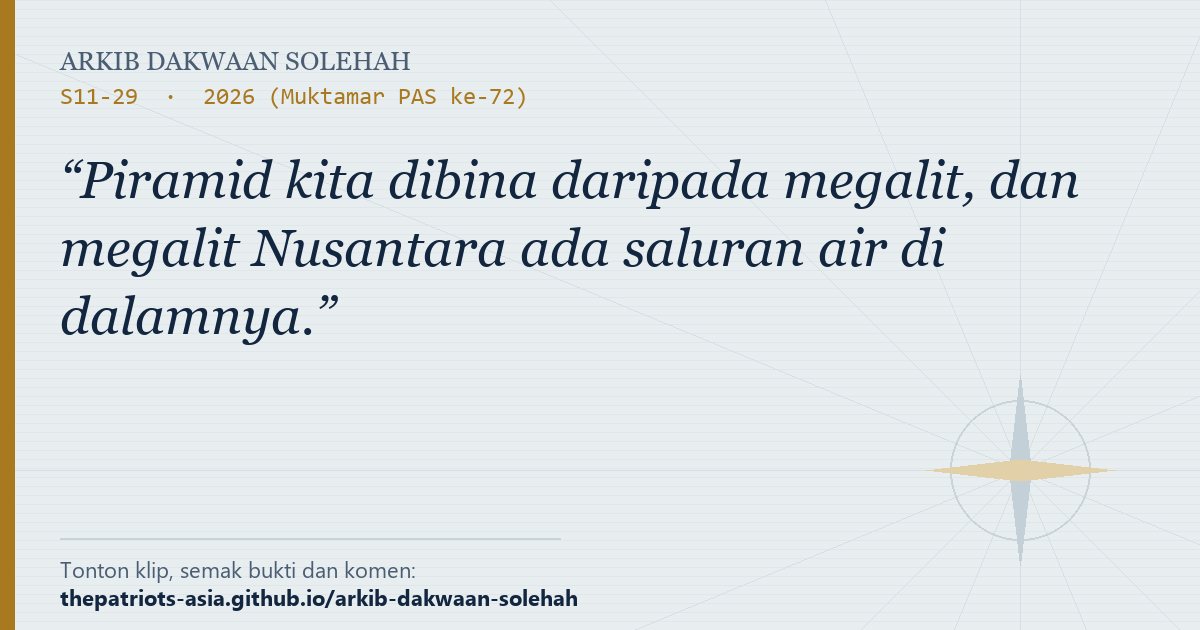 ARKIB DAKWAAN SOLEHAH
S11-29 · 2026 (Muktamar PAS ke-72)
“Piramid kita dibina daripada megalit, dan
megalit Nusantara ada saluran air di
dalamnya.”
Tonton klip, semak bukti dan komen:
thepatriots-asia.github.io/arkib-dakwaan-solehah